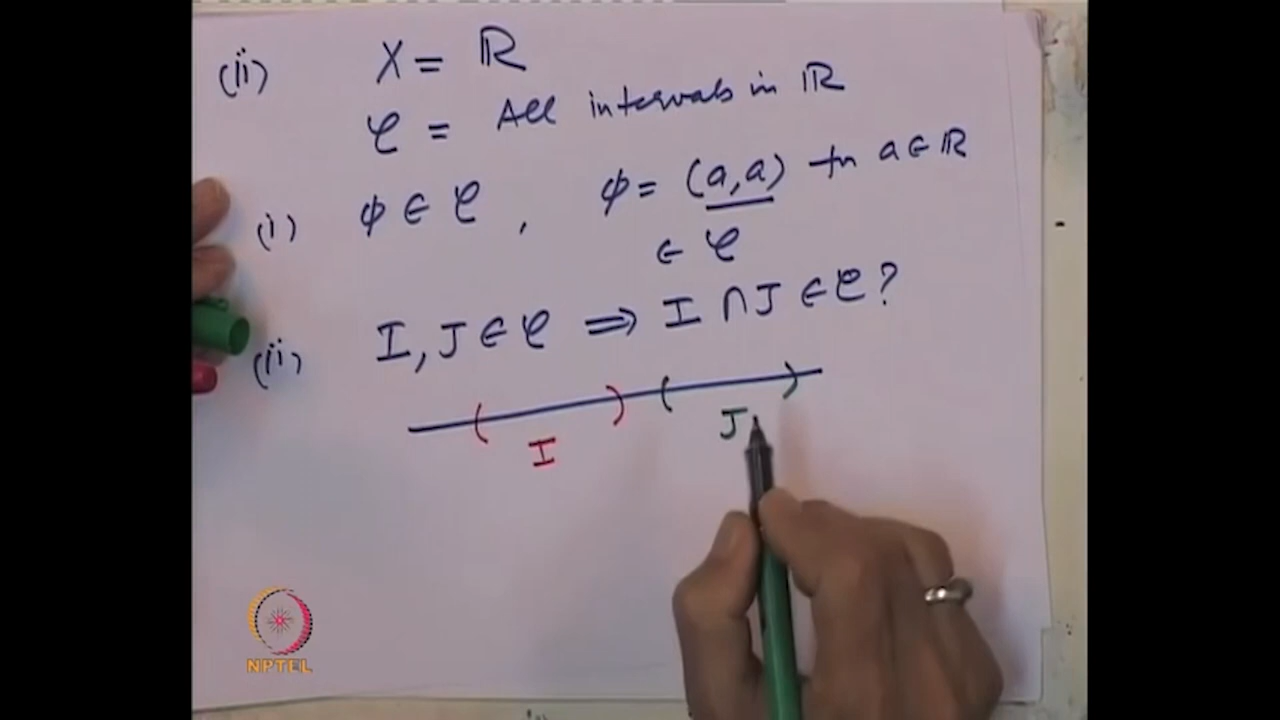 (ii) X = ℝ
𝒞 = All intervals in ℝ
(i) φ ∈ 𝒞, φ = (a,a) for a ∈ ℝ
∈ 𝒞
(ii) I, J ∈ 𝒞 ⇒ I ∩ J ∈ 𝒞?
( ) ( )
I J
NPTEL